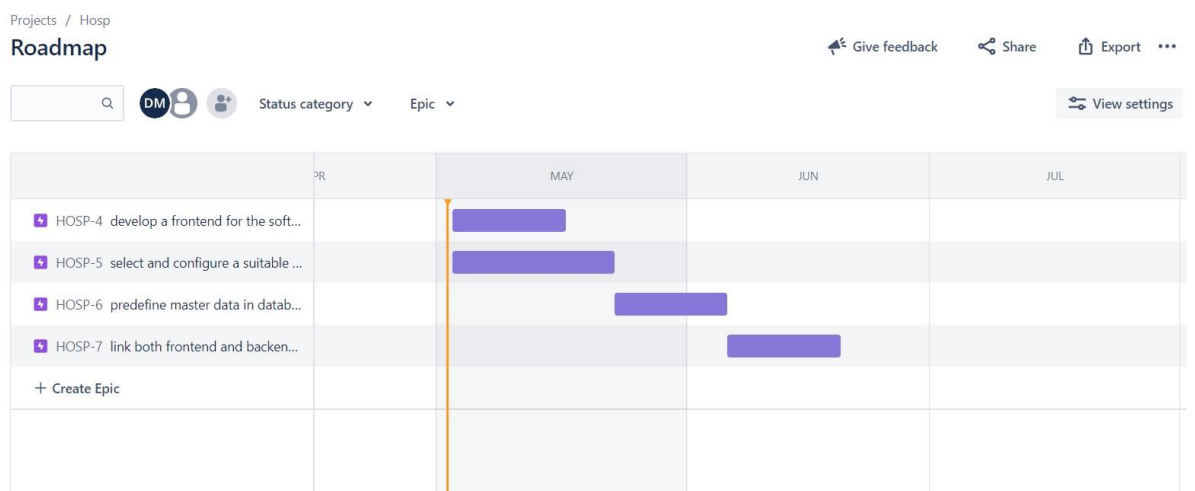 Projects / Hosp
Roadmap
Give feedback
Share
Export
DM
Status category
Epic
View settings
PR
MAY
JUN
JUL
HOSP-4 develop a frontend for the soft...
HOSP-5 select and configure a suitable ...
HOSP-6 predefine master data in datab...
HOSP-7 link both frontend and backen...
+ Create Epic